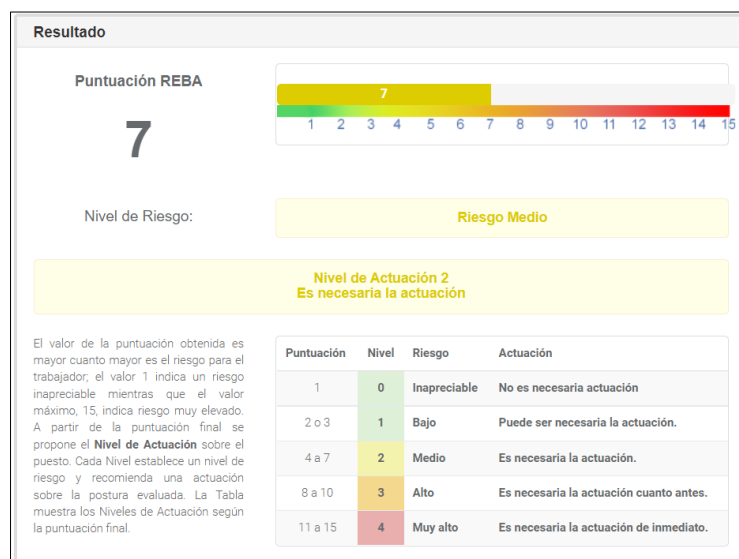 Resultado
Puntuación REBA
7
7
1 2 3 4 5 6 7 8 9 10 11 12 13 14 15
Nivel de Riesgo:
Riesgo Medio
Nivel de Actuación 2
Es necesaria la actuación
El valor de la puntuación obtenida es
mayor cuanto mayor es el riesgo para el
trabajador; el valor 1 indica un riesgo
inapreciable mientras que el valor
máximo, 15, indica riesgo muy elevado.
A partir de la puntuación final se
propone el Nivel de Actuación sobre el
puesto. Cada Nivel establece un nivel de
riesgo y recomienda una actuación
sobre la postura evaluada. La Tabla
muestra los Niveles de Actuación según
la puntuación final.
Puntuación Nivel Riesgo Actuación
1 0 Inapreciable No es necesaria actuación
2 o 3 1 Bajo Puede ser necesaria la actuación.
4 a 7 2 Medio Es necesaria la actuación.
8 a 10 3 Alto Es necesaria la actuación cuanto antes.
11 a 15 4 Muy alto Es necesaria la actuación de inmediato.